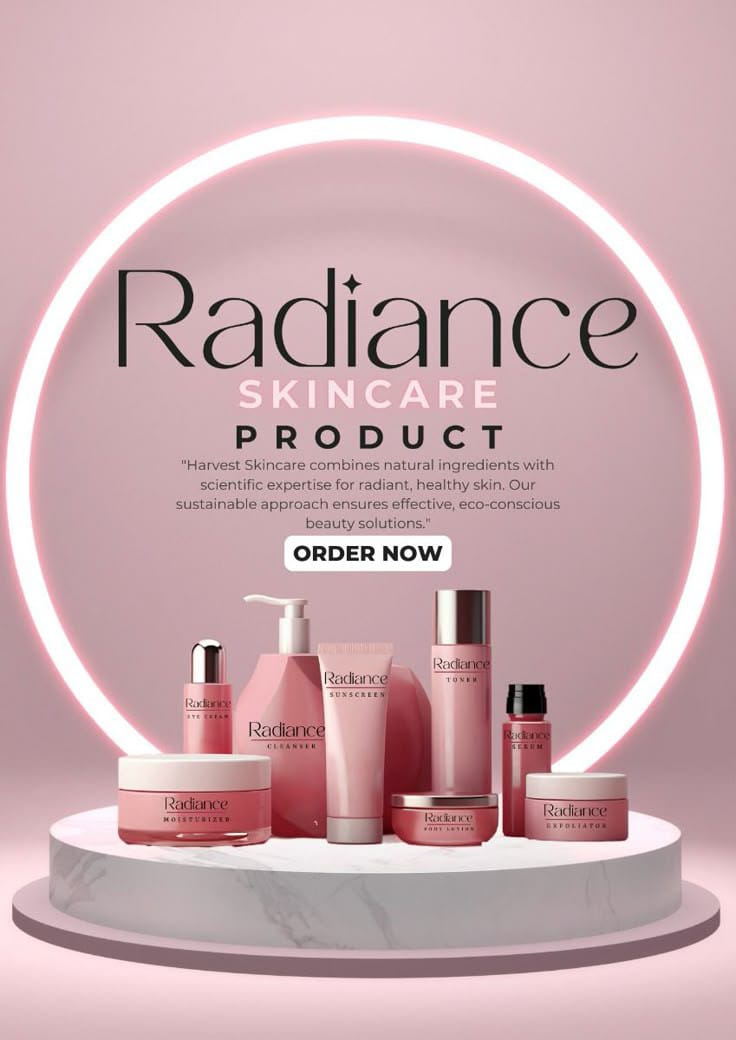 Radiance
SKINCARE
PRODUCT
"Harvest Skincare combines natural ingredients with
scientific expertise for radiant, healthy skin. Our
sustainable approach ensures effective, eco-conscious
beauty solutions."
ORDER NOW
Radiance
EYE CREAM
Radiance
CLEANSER
Radiance
SUNSCREEN
Radiance
TONER
Radiance
SERUM
Radiance
MOISTURIZER
Radiance
BODY LOTION
Radiance
EXFOLIATOR